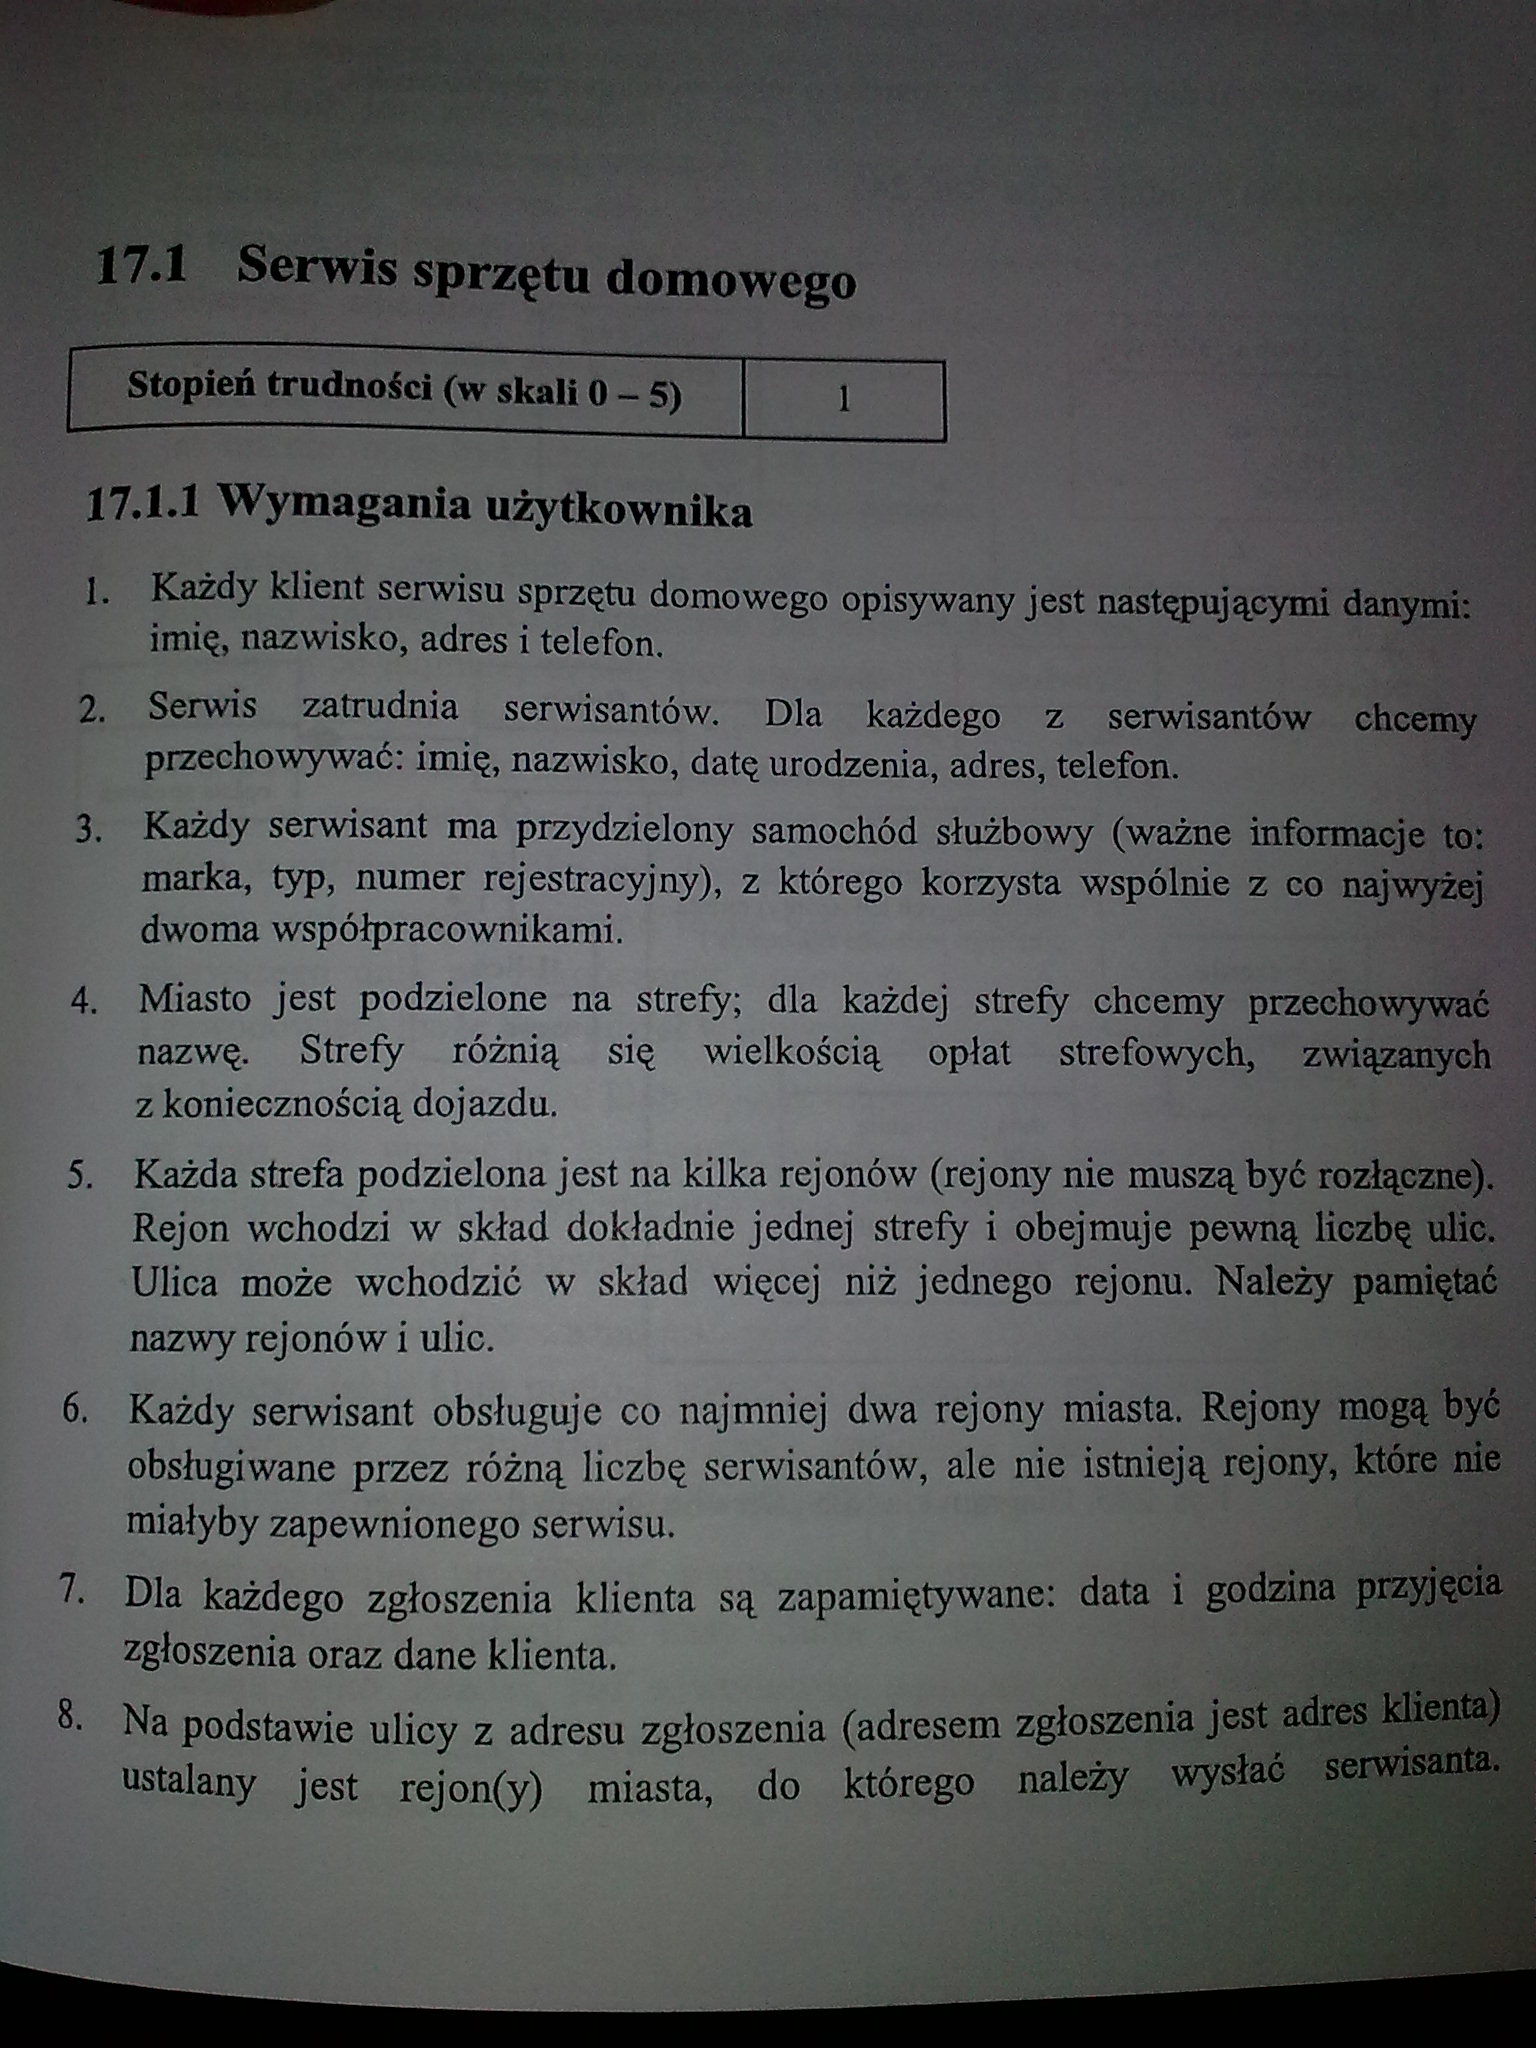 17.1 Serwis sprzętu domowego
Stopień trudności (w skali 0 – 5) 1
17.1.1 Wymagania użytkownika
1. Każdy klient serwisu sprzętu domowego opisywany jest następującymi danymi:
imię, nazwisko, adres i telefon.
2. Serwis zatrudnia serwisantów. Dla każdego z serwisantów chcemy
przechowywać: imię, nazwisko, datę urodzenia, adres, telefon.
3. Każdy serwisant ma przydzielony samochód służbowy (ważne informacje to:
marka, typ, numer rejestracyjny), z którego korzysta wspólnie z co najwyżej
dwoma współpracownikami.
4. Miasto jest podzielone na strefy; dla każdej strefy chcemy przechowywać
nazwę. Strefy różnią się wielkością opłat strefowych, związanych
z koniecznością dojazdu.
5. Każda strefa podzielona jest na kilka rejonów (rejony nie muszą być rozłączne).
Rejon wchodzi w skład dokładnie jednej strefy i obejmuje pewną liczbę ulic.
Ulica może wchodzić w skład więcej niż jednego rejonu. Należy pamiętać
nazwy rejonów i ulic.
6. Każdy serwisant obsługuje co najmniej dwa rejony miasta. Rejony mogą być
obsługiwane przez różną liczbę serwisantów, ale nie istnieją rejony, które nie
miałyby zapewnionego serwisu.
7. Dla każdego zgłoszenia klienta są zapamiętywane: data i godzina przyjęcia
zgłoszenia oraz dane klienta.
8. Na podstawie ulicy z adresu zgłoszenia (adresem zgłoszenia jest adres klienta)
ustalany jest rejon(y) miasta, do którego należy wysłać serwisanta.